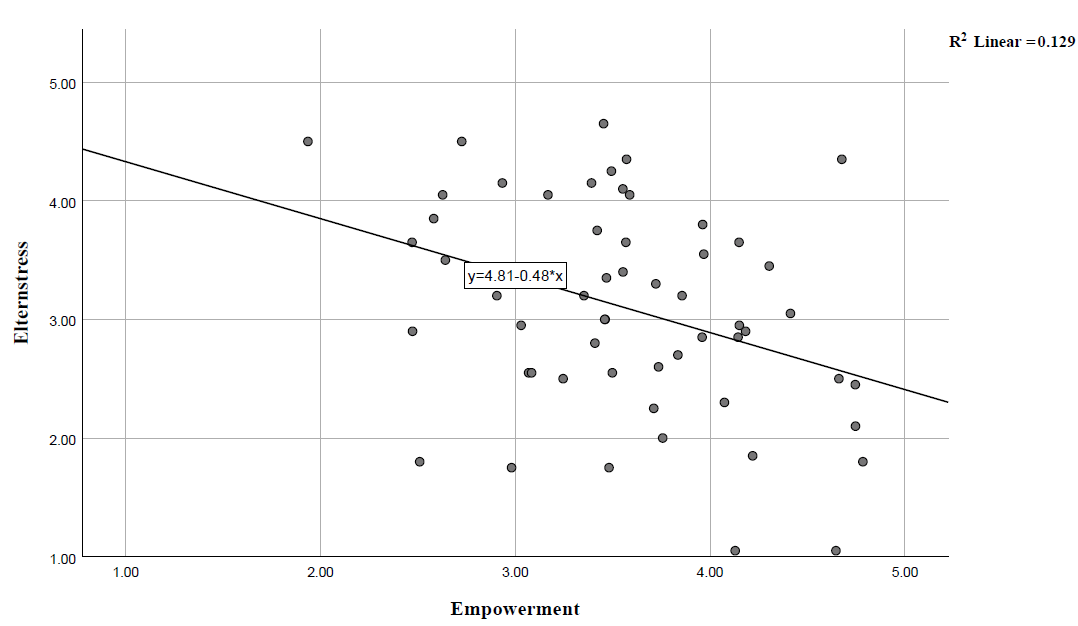 R² Linear =0.129
5.00
4.00
3.00
2.00
1.00
Elternstress
y=4.81-0.48*x
1.00 2.00 3.00 4.00 5.00
Empowerment